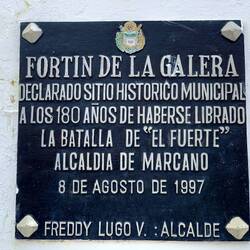 FORTIN DE LA GALERA
DECLARADO SITIO HISTORICO MUNICIPAL
A LOS 180 AÑOS DE HABERSE LIBRADO
LA BATALLA DE "EL FUERTE"
ALCALDIA DE MARCANO
8 DE AGOSTO DE 1997
FREDDY LUGO V. : ALCALDE